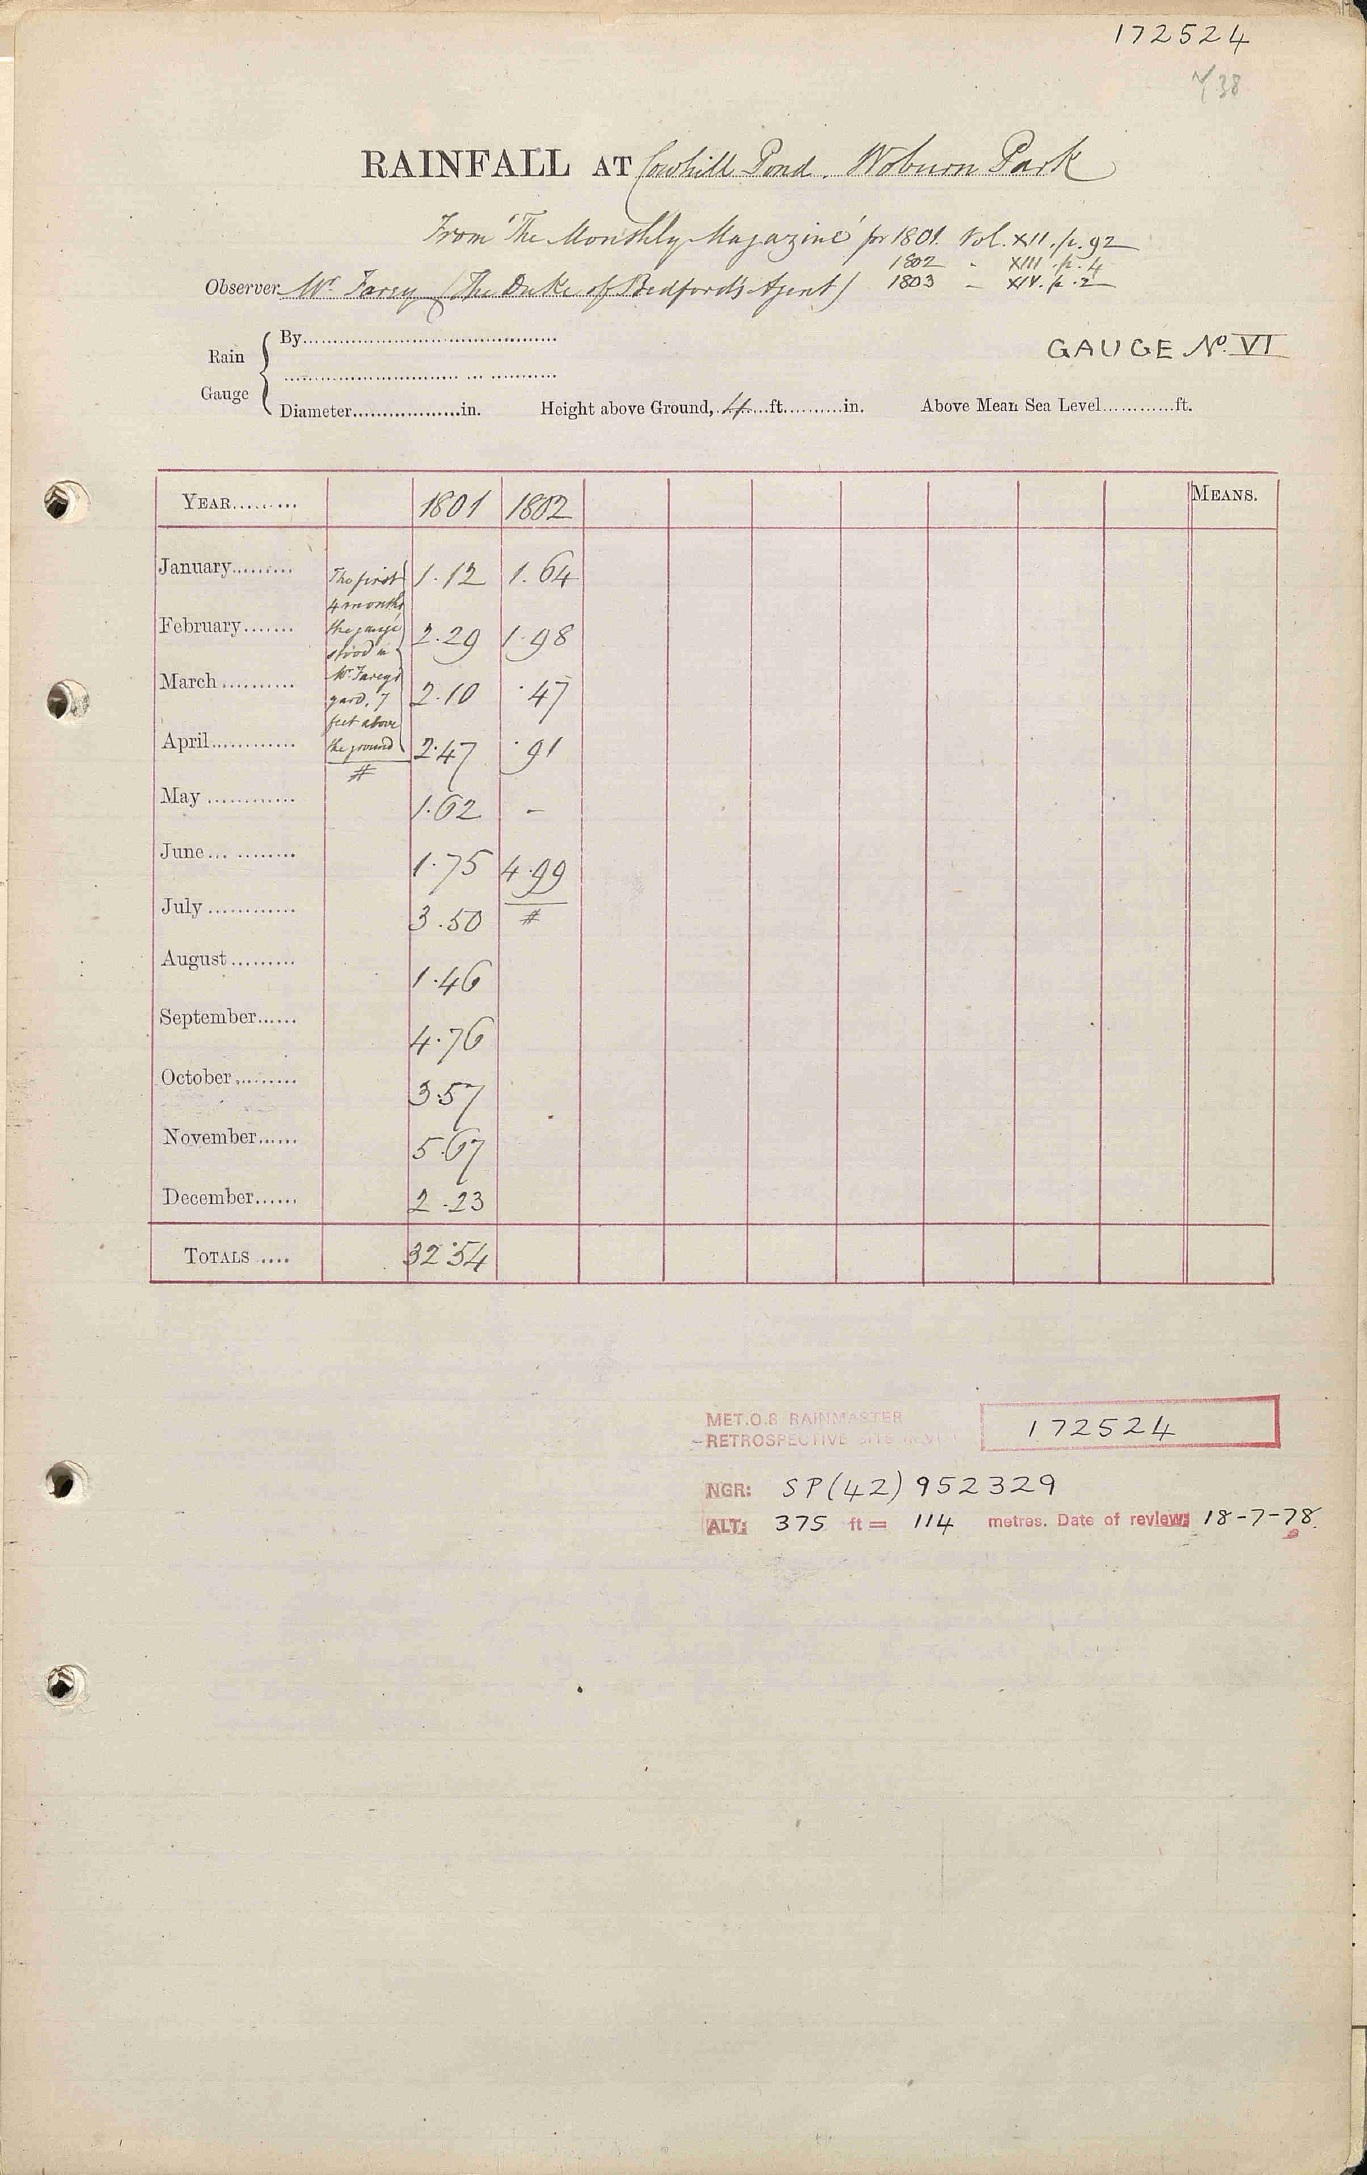 172524
RAINFALL AT Cowhill Pond. Woburn Park
From 'The Monthly Magazine' for 1801. Vol. XII. p. 92
1802 - XIII. p. 4
Observer Mr. Farey (The Duke of Bedford's Agent) 1803 - XIV. p. 2
Rain Gauge
By
GAUGE No. VI
Diameter in. Height above Ground, 4 ft. in. Above Mean Sea Level ft.
YEAR 1801 1802 MEANS.
January 1.12 1.64
February 2.29 1.98
March 2.10 .47
April 2.47 .91
The first
4 months
the gauge
stood in
Mr. Farey's
yard, 7
feet above
the ground
#
May 1.62 -
June 1.75 4.99
July 3.50 #
August 1.46
September 4.76
October 3.57
November 5.67
December 2.23
TOTALS 32.54
MET.O.8 RAINMASTER
RETROSPECTIVE 172524
NGR: SP(42)952329
ALT: 375 ft = 114 metres. Date of review: 18-7-78.